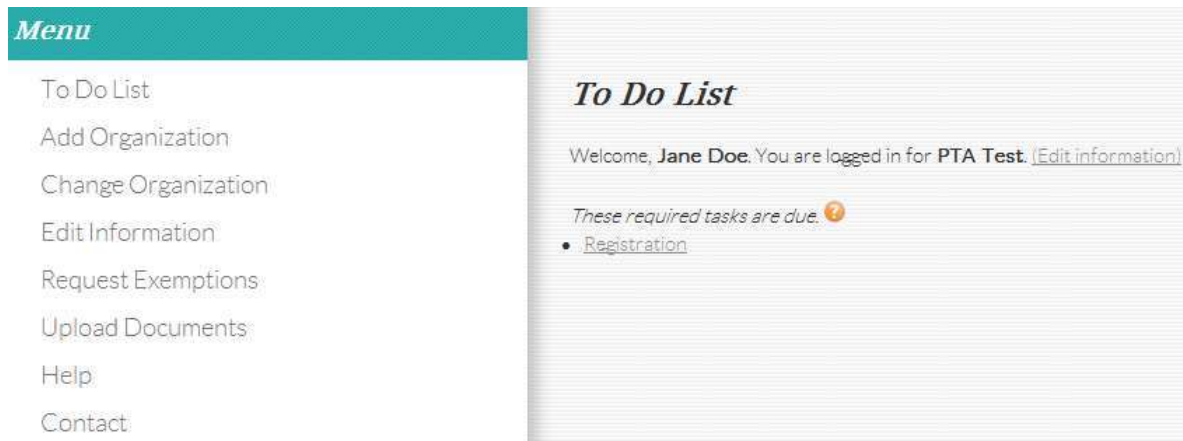 Menu
To Do List
Add Organization
Change Organization
Edit Information
Request Exemptions
Upload Documents
Help
Contact
To Do List
Welcome, Jane Doe. You are logged in for PTA Test. (Edit information)
These required tasks are due. ?
• Registration